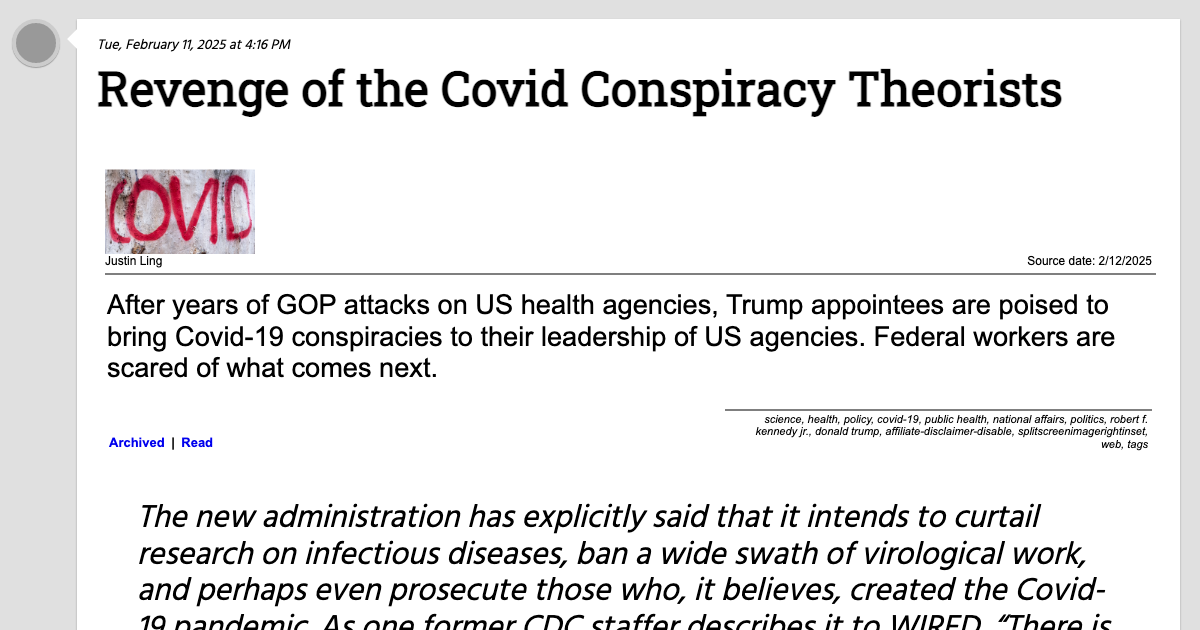 Tue, February 11, 2025 at 4:16 PM
Revenge of the Covid Conspiracy Theorists
COVID
Justin Ling
Source date: 2/12/2025
After years of GOP attacks on US health agencies, Trump appointees are poised to
bring Covid-19 conspiracies to their leadership of US agencies. Federal workers are
scared of what comes next.
science, health, policy, covid-19, public health, national affairs, politics, robert f.
kennedy jr., donald trump, affiliate-disclaimer-disable, splitscreenimagerightinset,
web, tags
Archived | Read
The new administration has explicitly said that it intends to curtail
research on infectious diseases, ban a wide swath of virological work,
and perhaps even prosecute those who, it believes, created the Covid-
19 pandemic. As one former CDC staffer describes it to WIRED, “There is